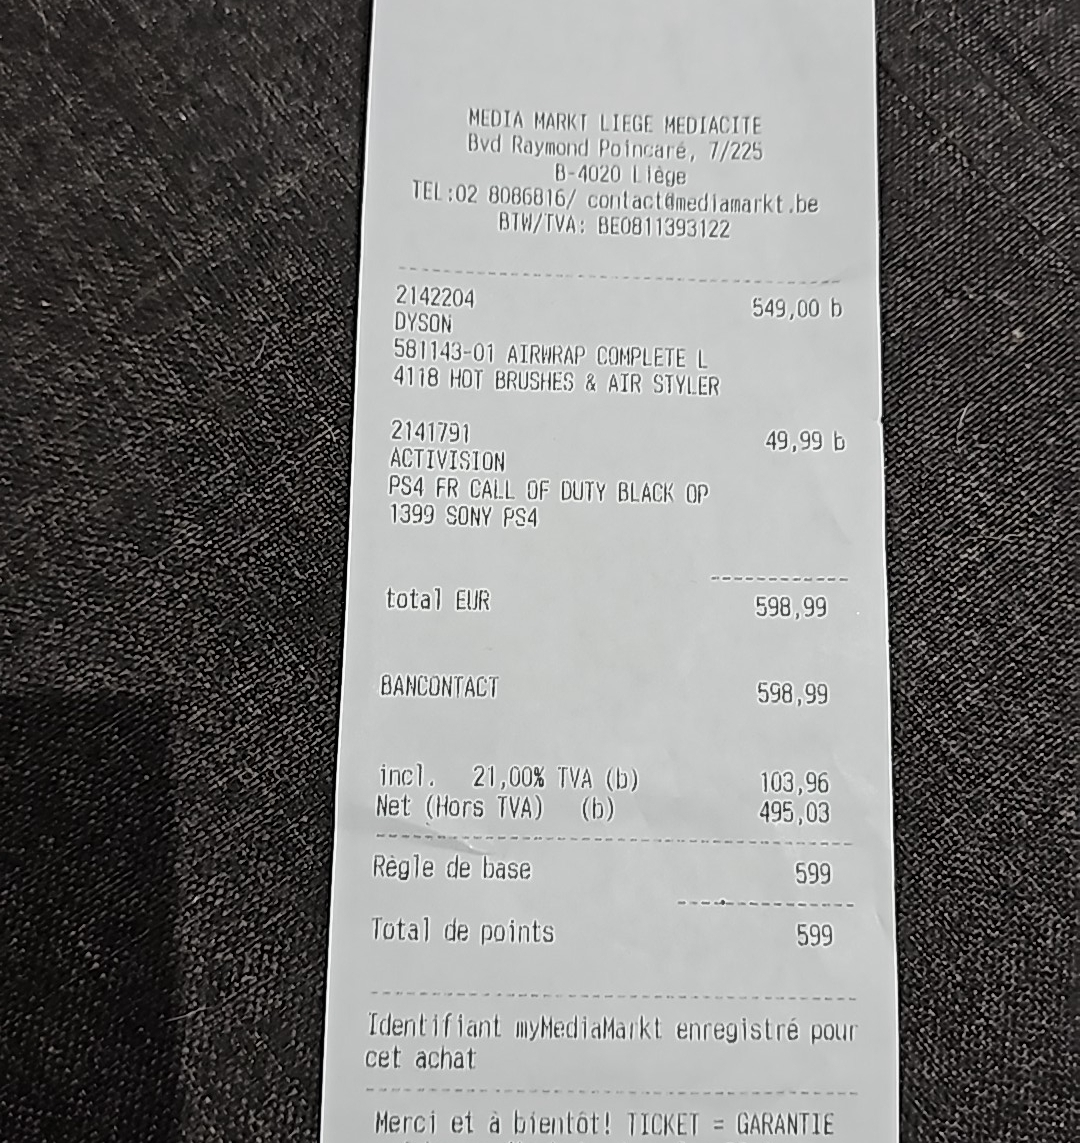 MEDIA MARKT LIEGE MEDIACITE
Bvd Raymond Poincaré, 7/225
B-4020 Liège
TEL:02 8086816/ contact@mediamarkt.be
BTW/TVA: BE0811393122
2142204 549,00 b
DYSON
581143-01 AIRWRAP COMPLETE L
4118 HOT BRUSHES & AIR STYLER
2141791 49,99 b
ACTIVISION
PS4 FR CALL OF DUTY BLACK OP
1399 SONY PS4
total EUR 598,99
BANCONTACT 598,99
incl. 21,00% TVA (b) 103,96
Net (Hors TVA) (b) 495,03
Règle de base 599
Total de points 599
Identifiant myMediaMarkt enregistré pour
cet achat
Merci et à bientôt! TICKET = GARANTIE